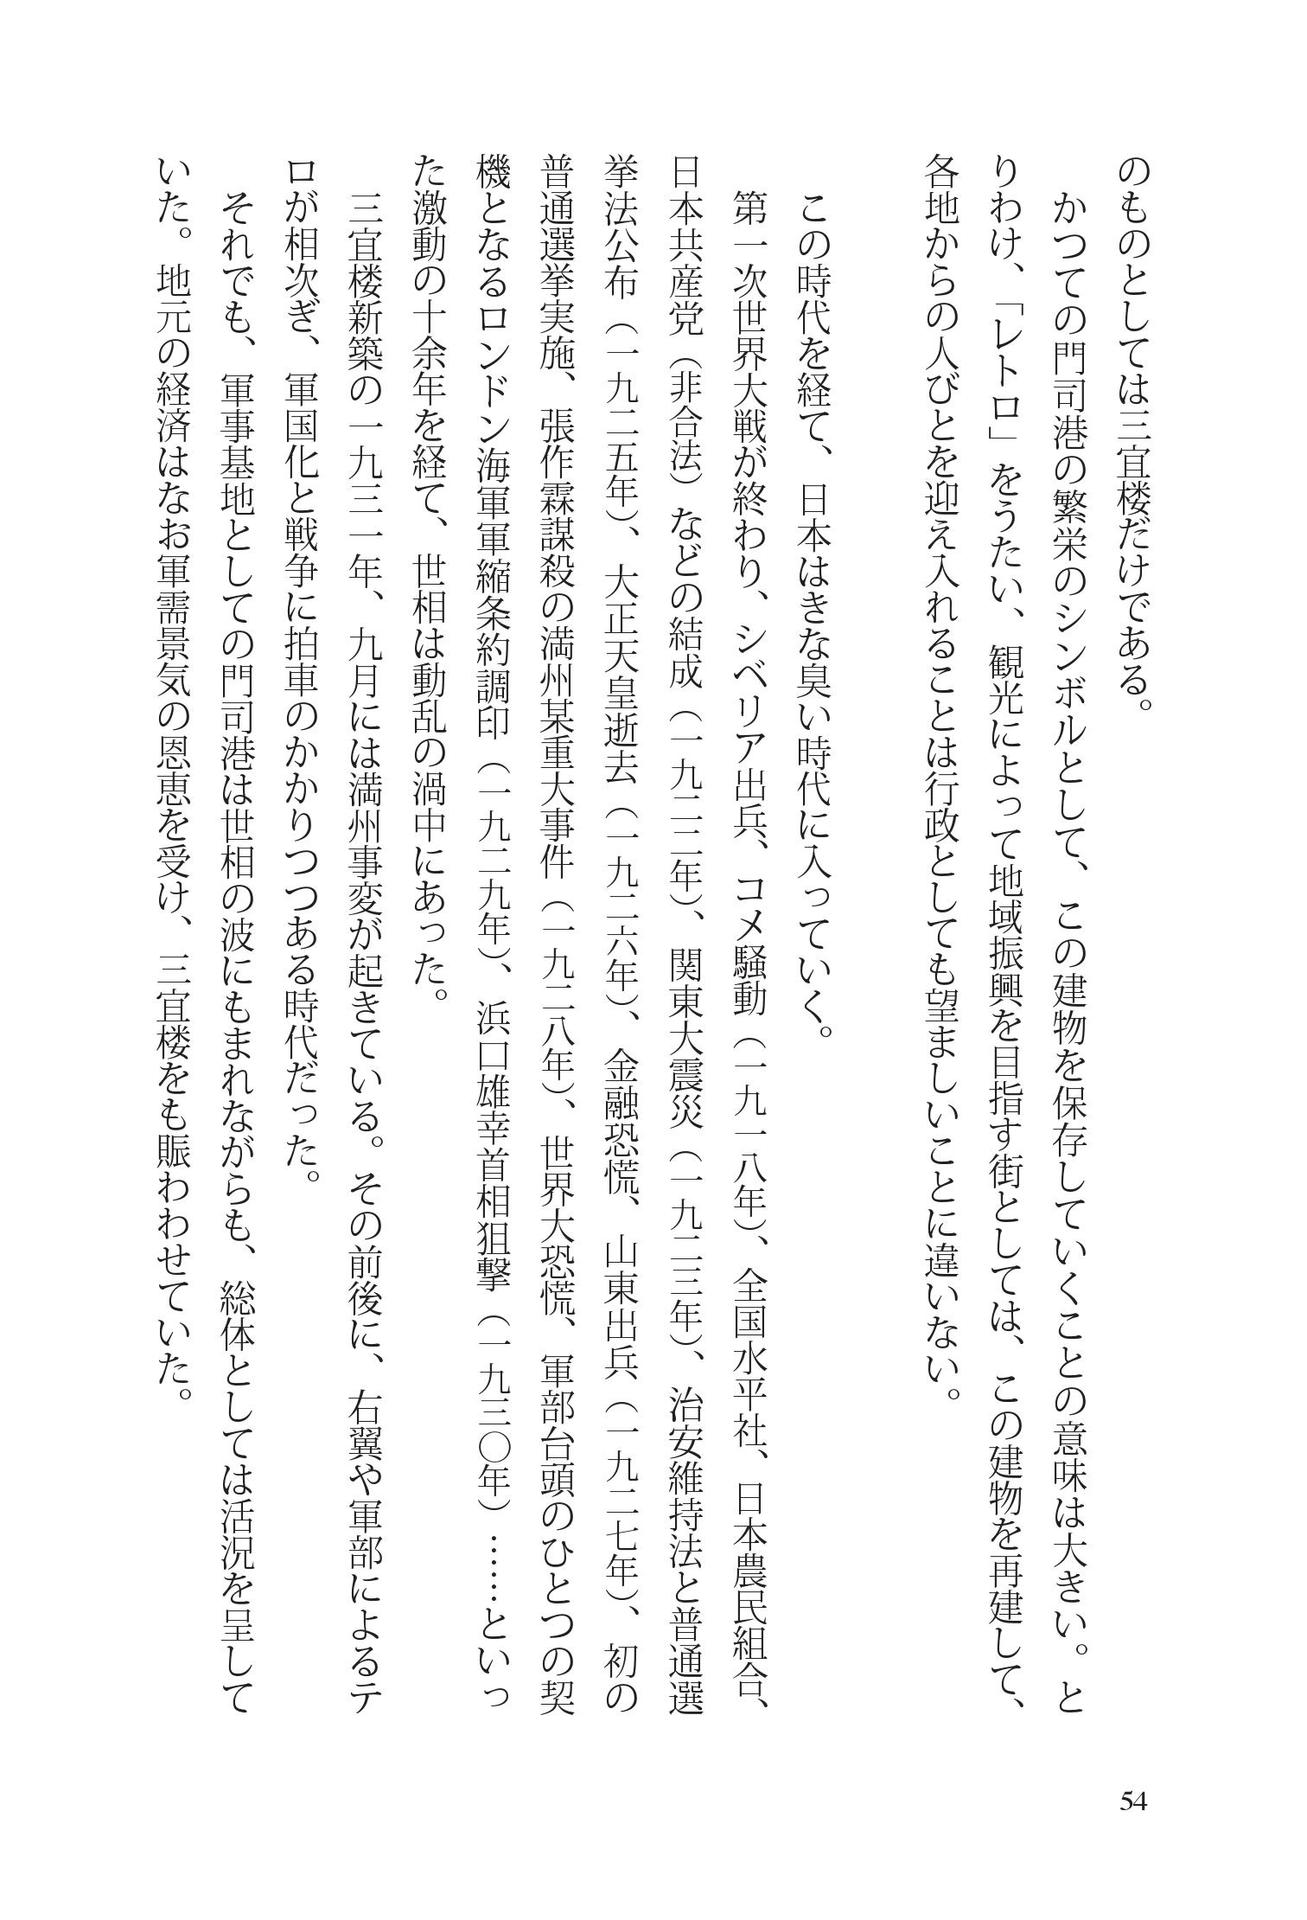 のものとしては三宜楼だけである。
　かつての門司港の繁栄のシンボルとして、この建物を保存していくことの意味は大きい。と
りわけ、「レトロ」をうたい、観光によって地域振興を目指す街としては、この建物を再建して、
各地からの人びとを迎え入れることは行政としても望ましいことに違いない。
　この時代を経て、日本はきな臭い時代に入っていく。
　第一次世界大戦が終わり、シベリア出兵、コメ騒動（一九一八年）、全国水平社、日本農民組合、
日本共産党（非合法）などの結成（一九二二年）、関東大震災（一九二三年）、治安維持法と普通選
挙法公布（一九二五年）、大正天皇逝去（一九二六年）、金融恐慌、山東出兵（一九二七年）、初の
普通選挙実施、張作霖謀殺の満州某重大事件（一九二八年）、世界大恐慌、軍部台頭のひとつの契
機となるロンドン海軍軍縮条約調印（一九二九年）、浜口雄幸首相狙撃（一九三〇年）……といっ
た激動の十余年を経て、世相は動乱の渦中にあった。
　三宜楼新築の一九三一年、九月には満州事変が起きている。その前後に、右翼や軍部によるテ
ロが相次ぎ、軍国化と戦争に拍車のかかりつつある時代だった。
　それでも、軍事基地としての門司港は世相の波にもまれながらも、総体としては活況を呈して
いた。地元の経済はなお軍需景気の恩恵を受け、三宜楼をも賑わわせていた。
54